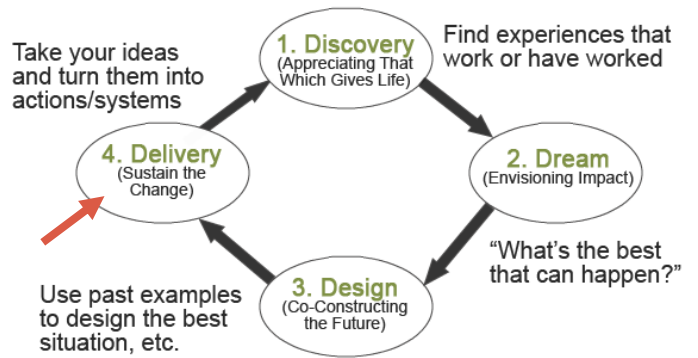 1. Discovery
(Appreciating That
Which Gives Life)
Find experiences that
work or have worked
2. Dream
(Envisioning Impact)
“What’s the best
that can happen?”
3. Design
(Co-Constructing
the Future)
Use past examples
to design the best
situation, etc.
4. Delivery
(Sustain the
Change)
Take your ideas
and turn them into
actions/systems